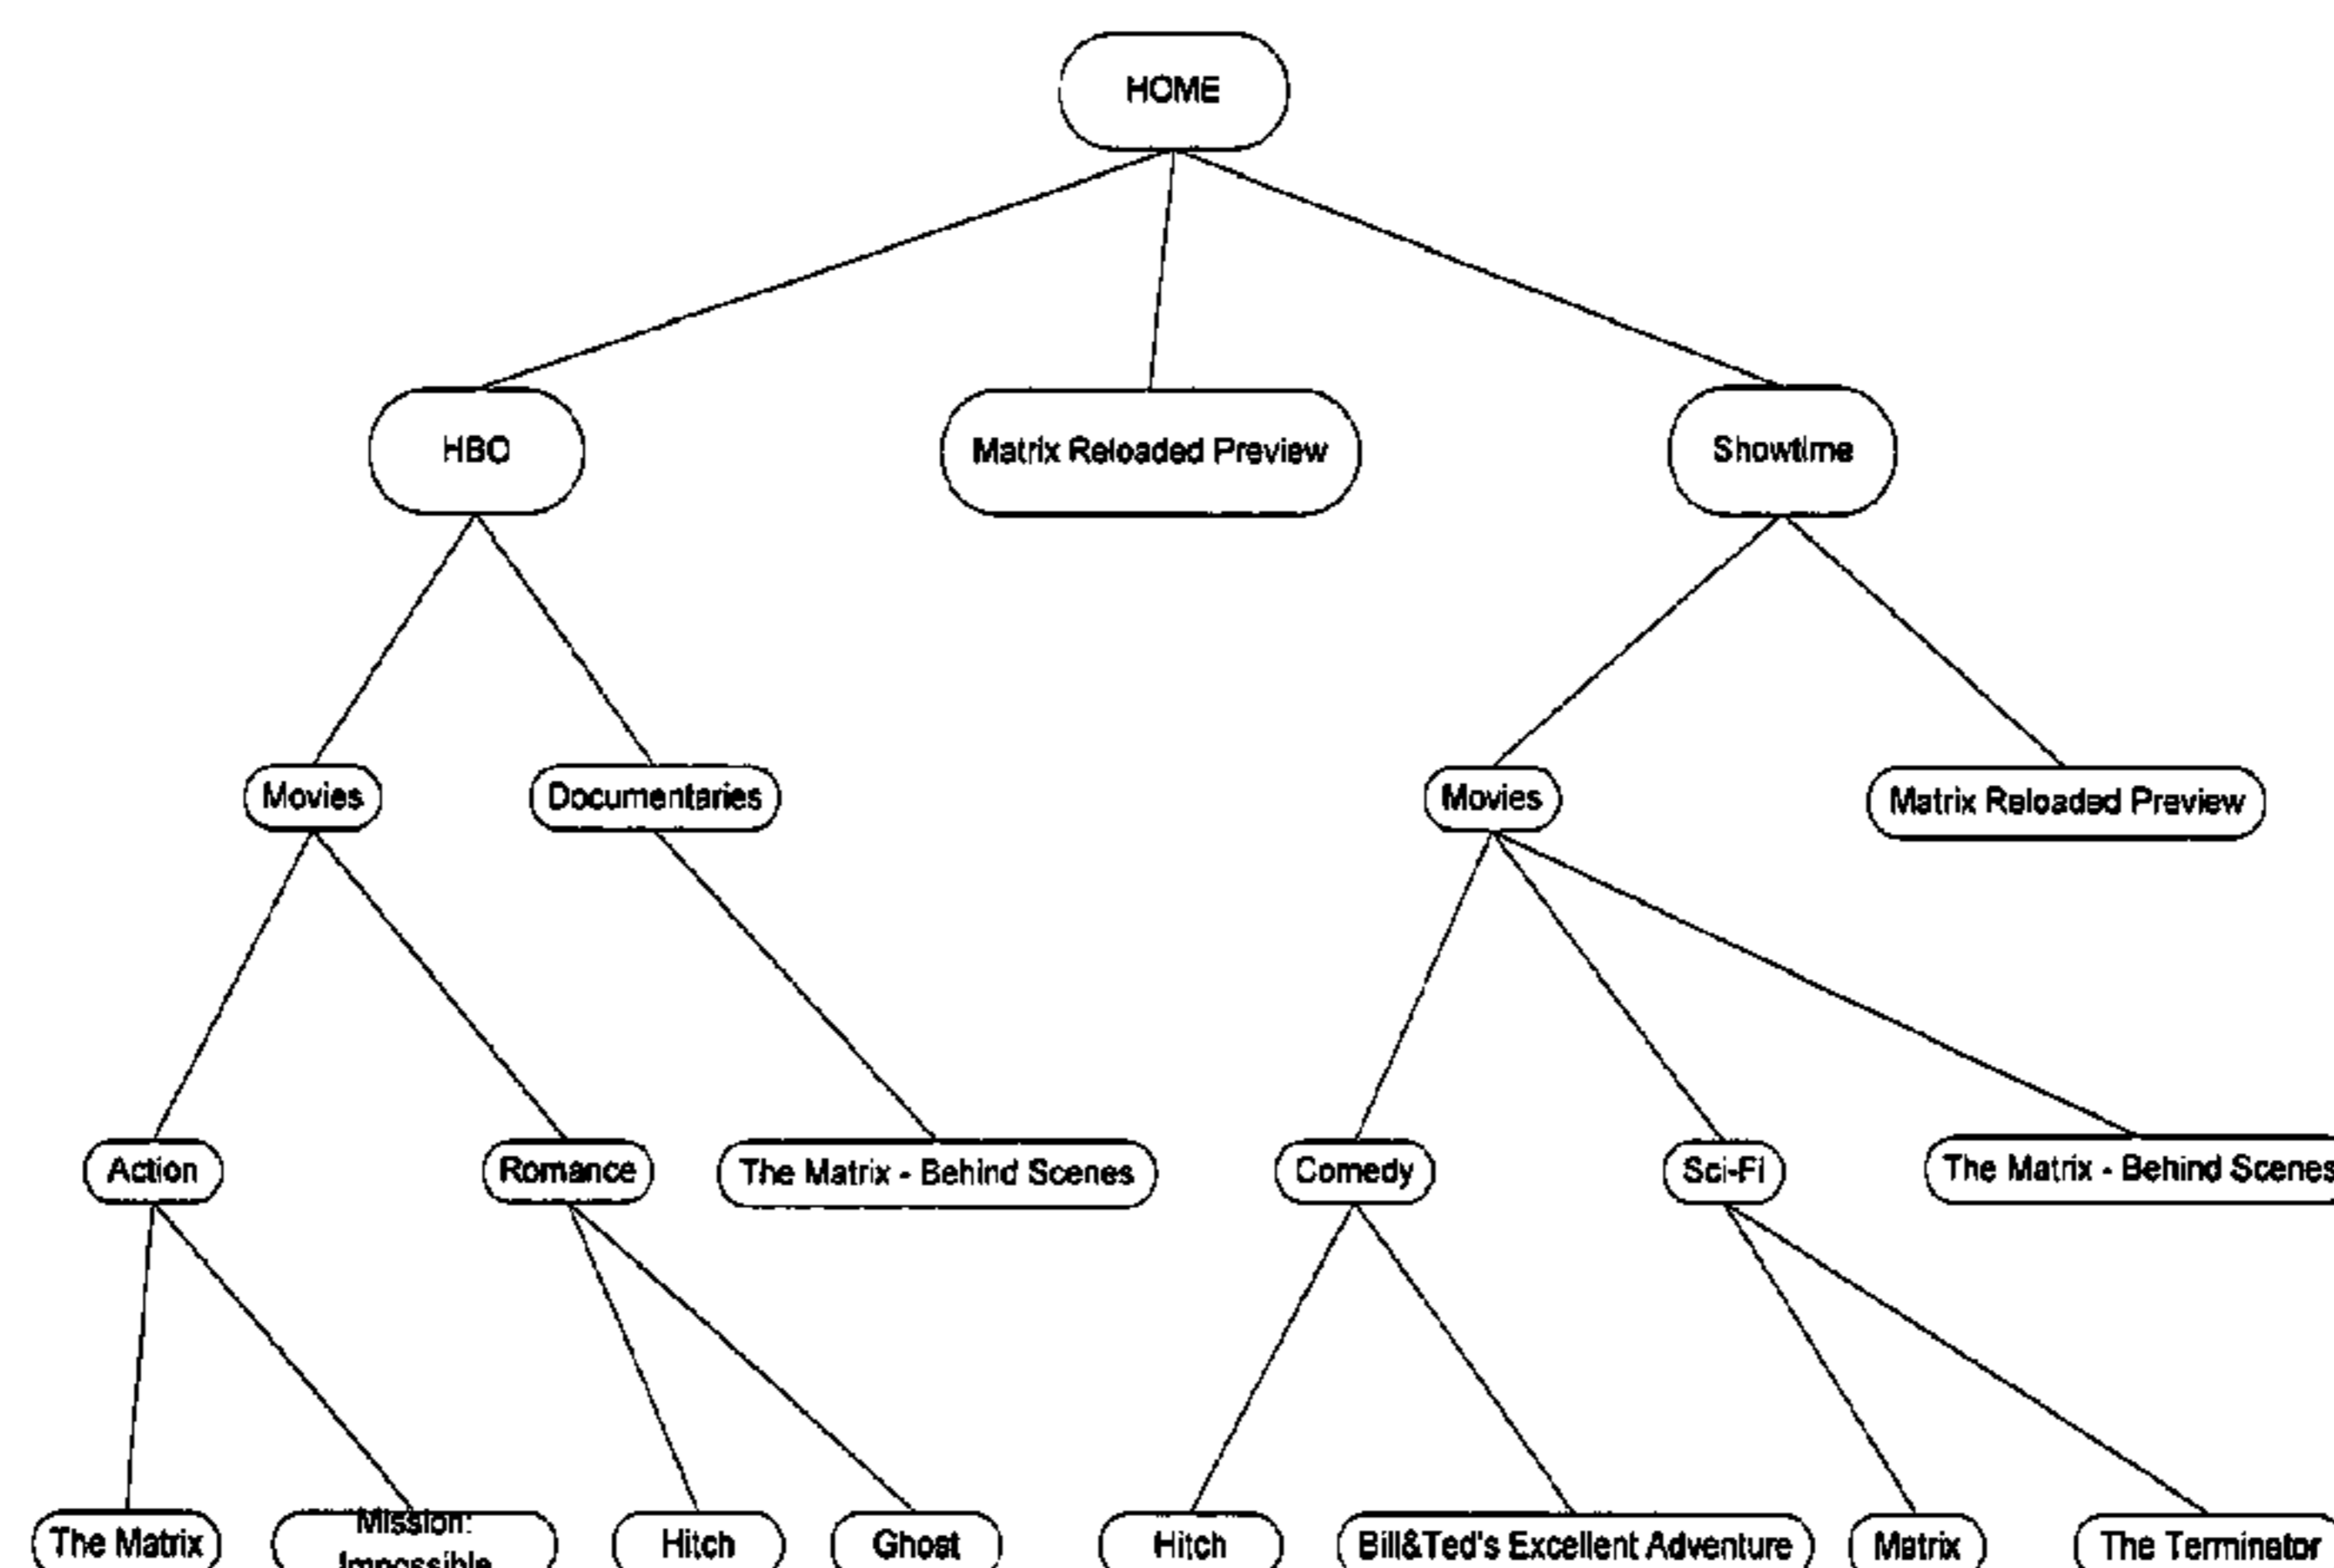 HOME
HBO
Matrix Reloaded Preview
Showtime
Movies
Documentaries
Movies
Matrix Reloaded Preview
Action
Romance
The Matrix - Behind Scenes
Comedy
Sci-Fi
The Matrix - Behind Scenes
The Matrix
Mission:
Impossible
Hitch
Ghost
Hitch
Bill&Ted's Excellent Adventure
Matrix
The Terminator